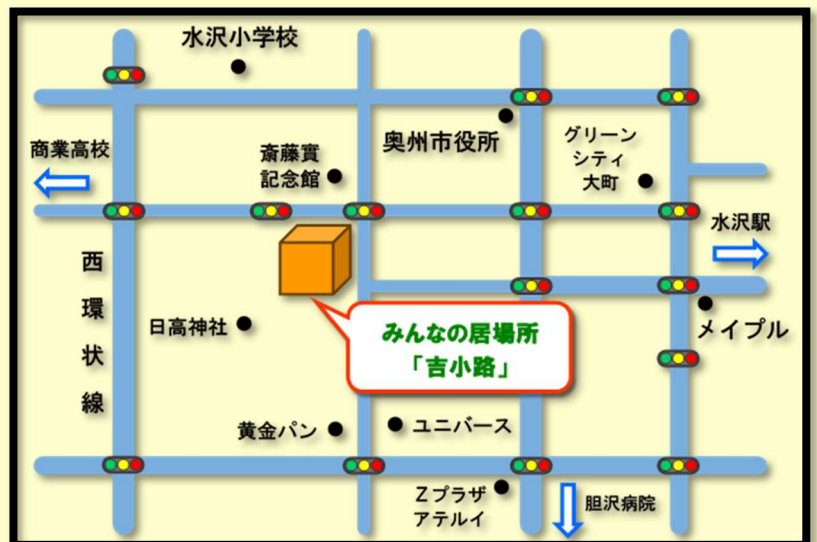 水沢小学校
奥州市役所
グリーン
シティ
大町
商業高校
斎藤實
記念館
水沢駅
西環状線
日高神社
みんなの居場所
「吉小路」
メイプル
黄金パン
ユニバース
Zプラザ
アテルイ
胆沢病院